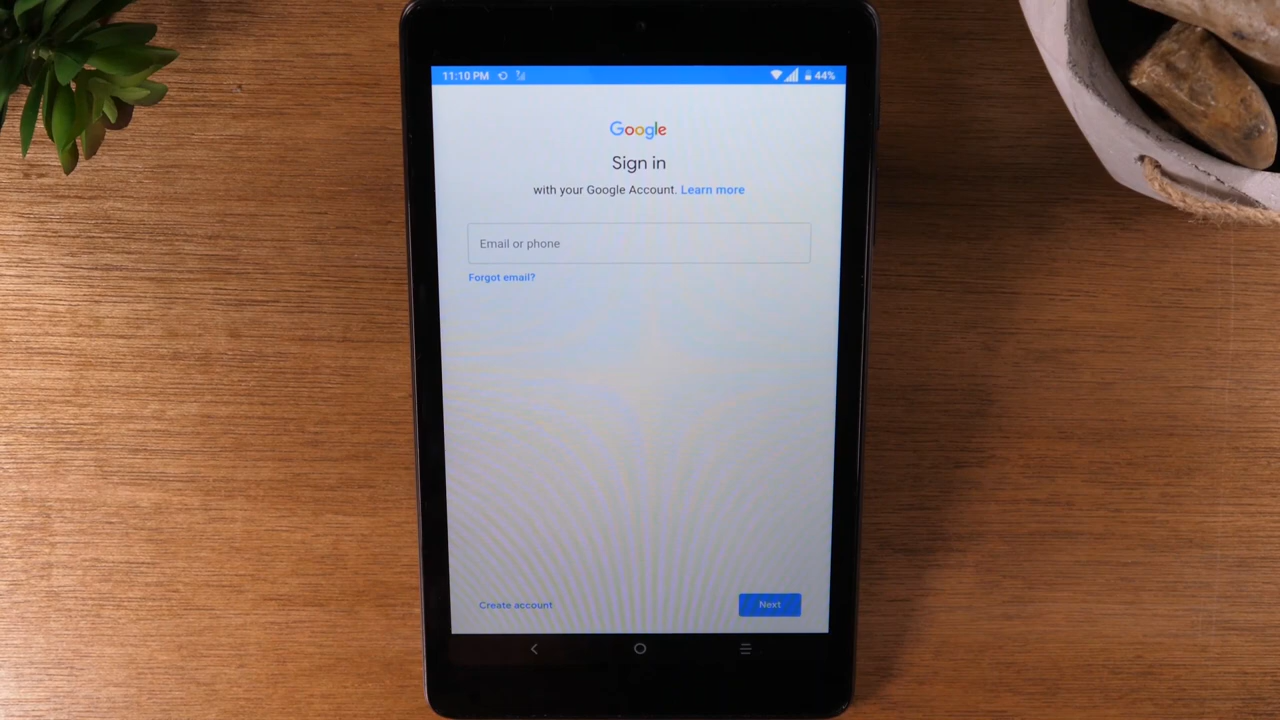 11:10 PM 44%
Google
Sign in
with your Google Account. Learn more
Email or phone
Forgot email?
Create account Next